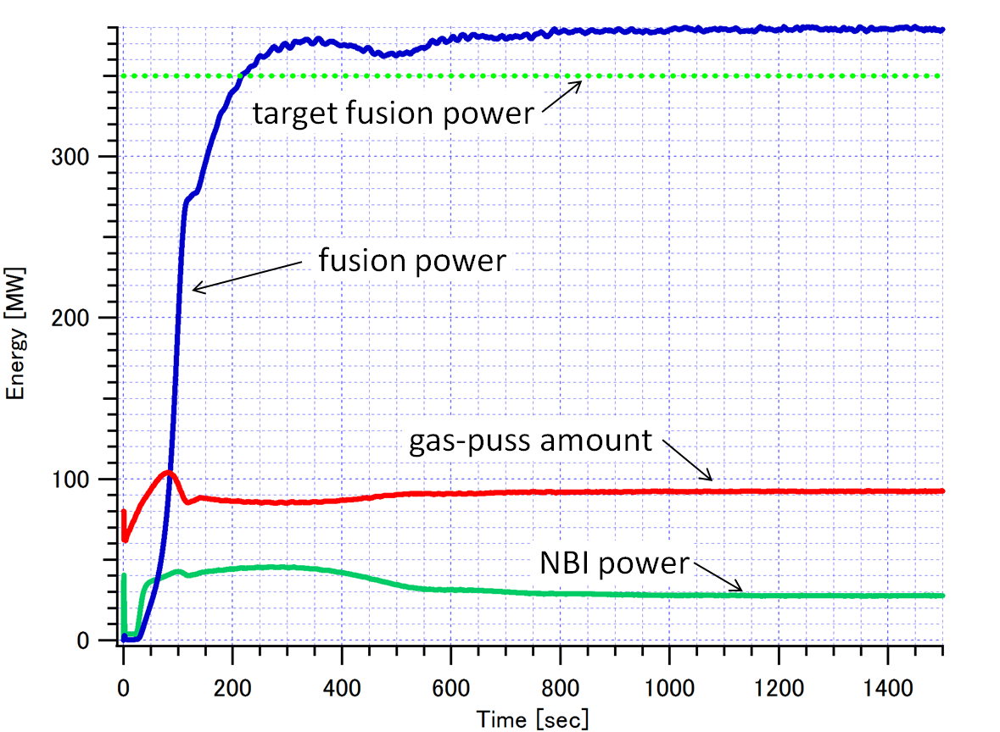 target fusion power
300
fusion power
Energy [MW]
200
gas-puss amount
100
NBI power
0
0 200 400 600 800 1000 1200 1400
Time [sec]